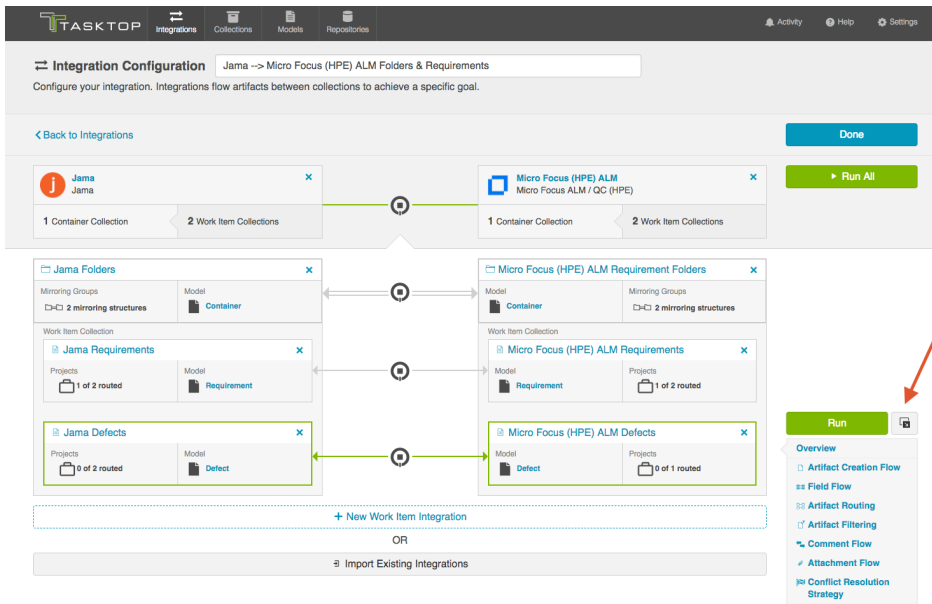 TASKTOP
Integrations
Collections
Models
Repositories
Activity
Help
Settings
Integration Configuration
Jama --> Micro Focus (HPE) ALM Folders & Requirements
Configure your integration. Integrations flow artifacts between collections to achieve a specific goal.
Back to Integrations
Done
Jama
Jama
1 Container Collection
2 Work Item Collections
Micro Focus (HPE) ALM
Micro Focus ALM / QC (HPE)
1 Container Collection
2 Work Item Collections
Run All
Jama Folders
Mirroring Groups
2 mirroring structures
Model
Container
Micro Focus (HPE) ALM Requirement Folders
Model
Container
Mirroring Groups
2 mirroring structures
Work Item Collection
Jama Requirements
Projects
1 of 2 routed
Model
Requirement
Work Item Collection
Micro Focus (HPE) ALM Requirements
Model
Requirement
Projects
1 of 2 routed
Jama Defects
Projects
0 of 2 routed
Model
Defect
Micro Focus (HPE) ALM Defects
Model
Defect
Projects
0 of 1 routed
Run
Overview
Artifact Creation Flow
Field Flow
Artifact Routing
Artifact Filtering
Comment Flow
Attachment Flow
Conflict Resolution
Strategy
+ New Work Item Integration
OR
Import Existing Integrations